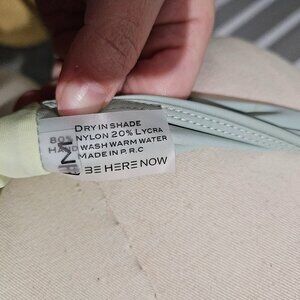 DRY IN SHADE
80% NYLON 20% LYCRA
HAND WASH WARM WATER
MADE IN P.R.C
BE HERE NOW